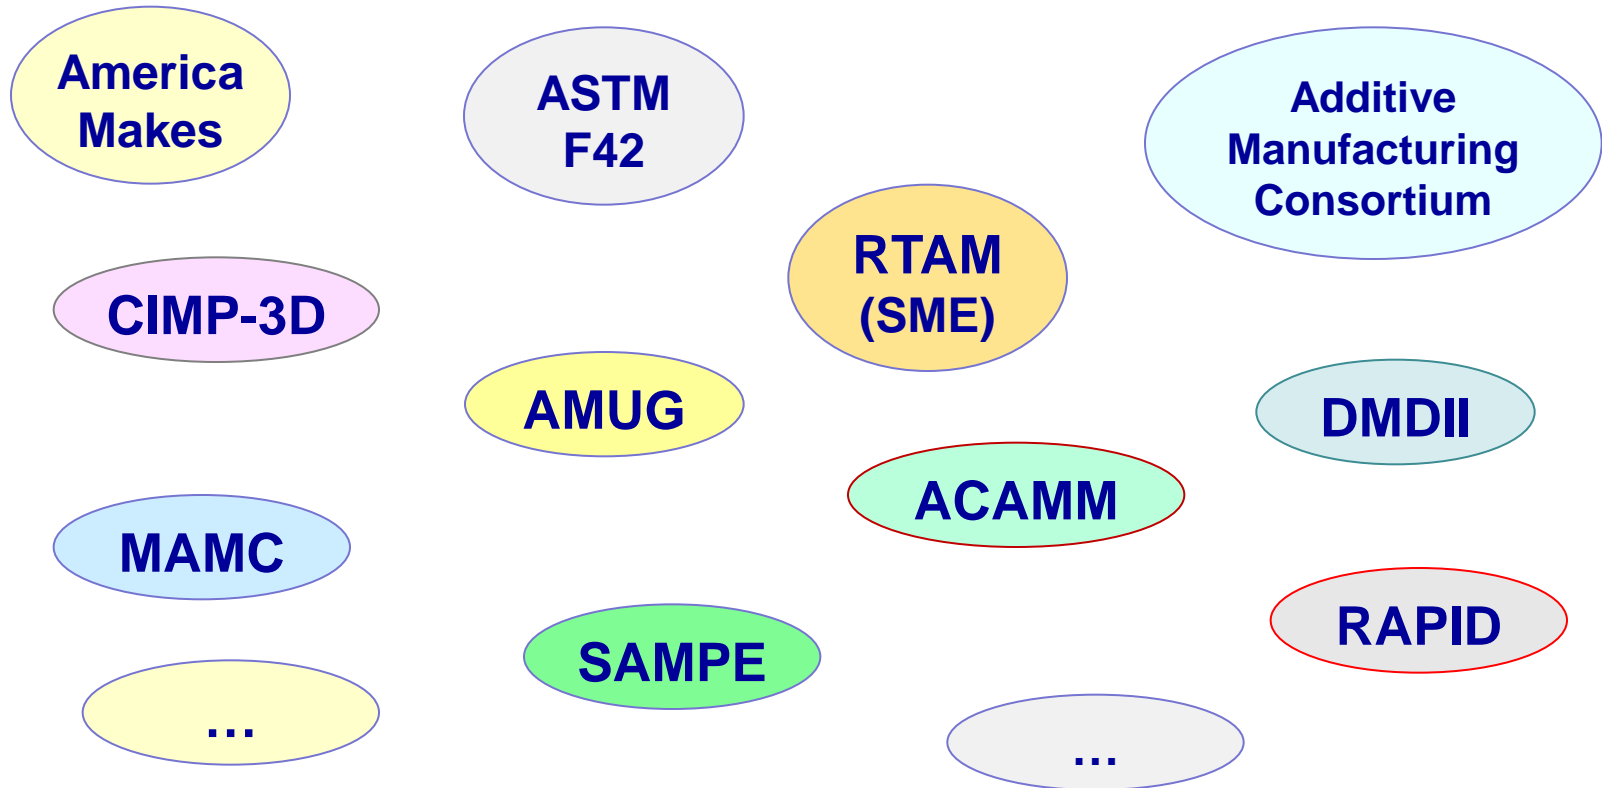 America
Makes
ASTM
F42
Additive
Manufacturing
Consortium
RTAM
(SME)
CIMP-3D
AMUG
DMDII
ACAMM
MAMC
RAPID
SAMPE
...
...